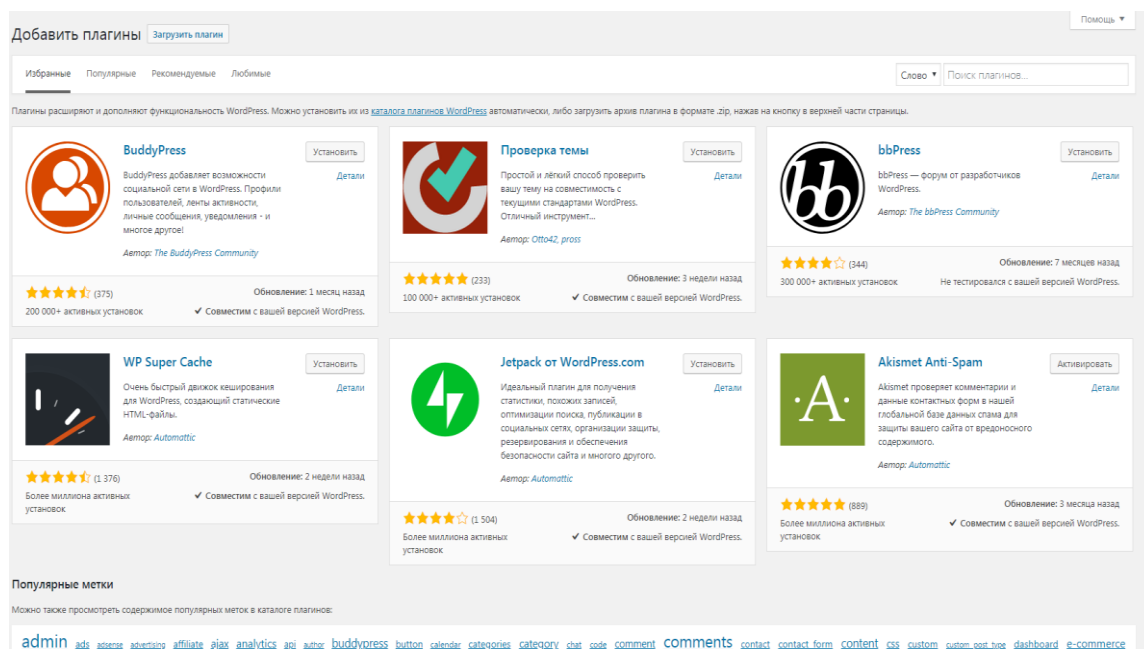 Помощь ▼
Добавить плагины Загрузить плагин
Избранные Популярные Рекомендуемые Любимые Слово ▼ Поиск плагинов...
Плагины расширяют и дополняют функциональность WordPress. Можно установить их из каталога плагинов WordPress автоматически, либо загрузить архив плагина в формате .zip, нажав на кнопку в верхней части страницы.
BuddyPress
Установить
Детали
BuddyPress добавляет возможности
социальной сети в WordPress. Профили
пользователей, ленты активности,
личные сообщения, уведомления - и
многое другое!
Автор: The BuddyPress Community
(375)
Обновление: 1 месяц назад
200 000+ активных установок
✔ Совместим с вашей версией WordPress.
Проверка темы
Установить
Детали
Простой и лёгкий способ проверить
вашу тему на совместимость с
текущими стандартами WordPress.
Отличный инструмент...
Автор: Otto42, pross
(233)
Обновление: 3 недели назад
100 000+ активных установок
✔ Совместим с вашей версией WordPress.
bb
bbPress
Установить
Детали
bbPress — форум от разработчиков
WordPress.
Автор: The bbPress Community
(344)
Обновление: 7 месяцев назад
300 000+ активных установок
Не тестировался с вашей версией WordPress.
WP Super Cache
Установить
Детали
Очень быстрый движок кеширования
для WordPress, создающий статические
HTML-файлы.
Автор: Automattic
(1 376)
Обновление: 2 недели назад
Более миллиона активных
установок
✔ Совместим с вашей версией WordPress.
Jetpack от WordPress.com
Установить
Детали
Идеальный плагин для получения
статистики, похожих записей,
оптимизации поиска, публикации в
социальных сетях, организации защиты,
резервирования и обеспечения
безопасности сайта и многого другого.
Автор: Automattic
(1 504)
Обновление: 2 недели назад
Более миллиона активных
установок
✔ Совместим с вашей версией WordPress.
·A·
Akismet Anti-Spam
Активировать
Детали
Akismet проверяет комментарии и
данные контактных форм в нашей
глобальной базе данных спама для
защиты вашего сайта от вредоносного
содержимого.
Автор: Automattic
(889)
Обновление: 3 месяца назад
Более миллиона активных
установок
✔ Совместим с вашей версией WordPress.
Популярные метки
Можно также просмотреть содержимое популярных меток в каталоге плагинов:
admin ads adsense advertising affiliate ajax analytics api author buddypress button calendar categories category chat code comment comments contact contact form content css custom custom post type dashboard e-commerce